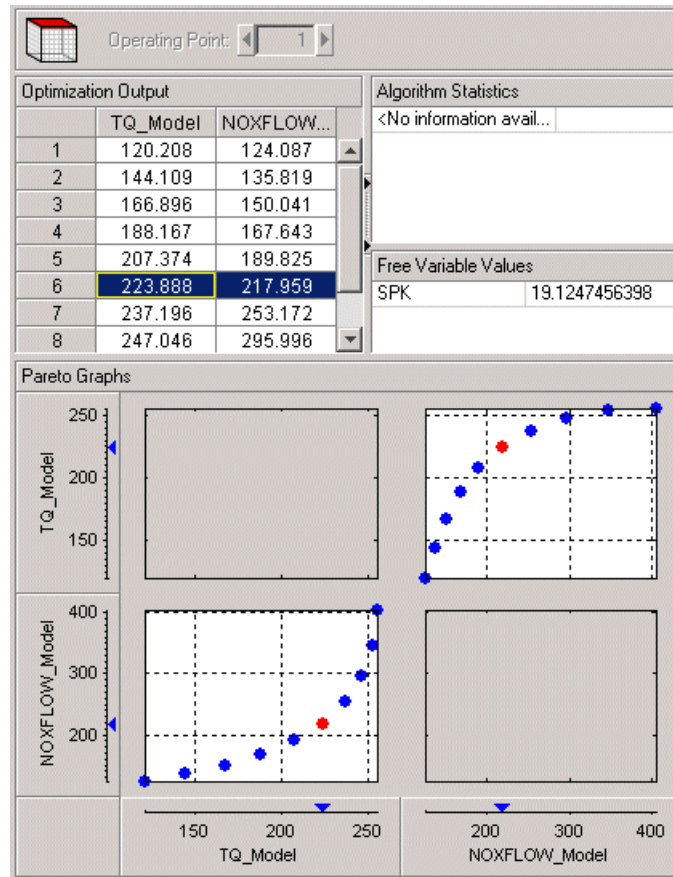 Operating Point: 1
Optimization Output
TQ_Model NOXFLOW...
1 120.208 124.087
2 144.109 135.819
3 166.896 150.041
4 188.167 167.643
5 207.374 189.825
6 223.888 217.959
7 237.196 253.172
8 247.046 295.996
Algorithm Statistics
<No information avail...
Free Variable Values
SPK 19.1247456398
Pareto Graphs
TQ_Model
250
200
150
NOXFLOW_Model
400
300
200
150 200 250
TQ_Model
200 300 400
NOXFLOW_Model